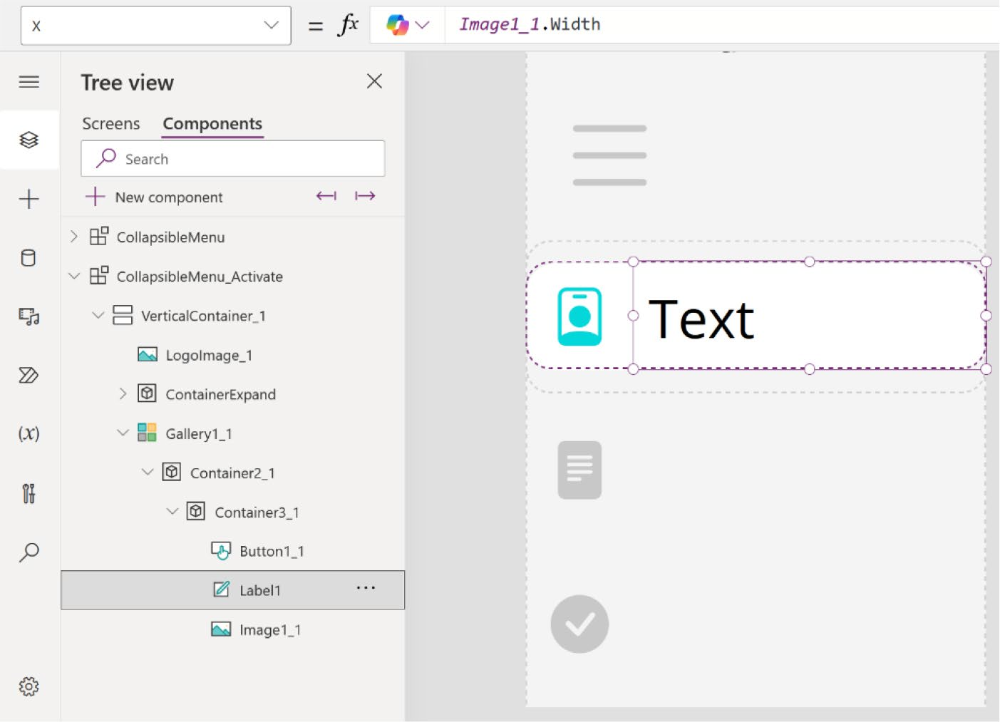 X = fx Image1_1.Width
Tree view
Screens Components
Search
New component
CollapsibleMenu
CollapsibleMenu_Activate
VerticalContainer_1
LogoImage_1
ContainerExpand
Gallery1_1
Container2_1
Container3_1
Button1_1
Label1 ...
Image1_1
(x)
Text